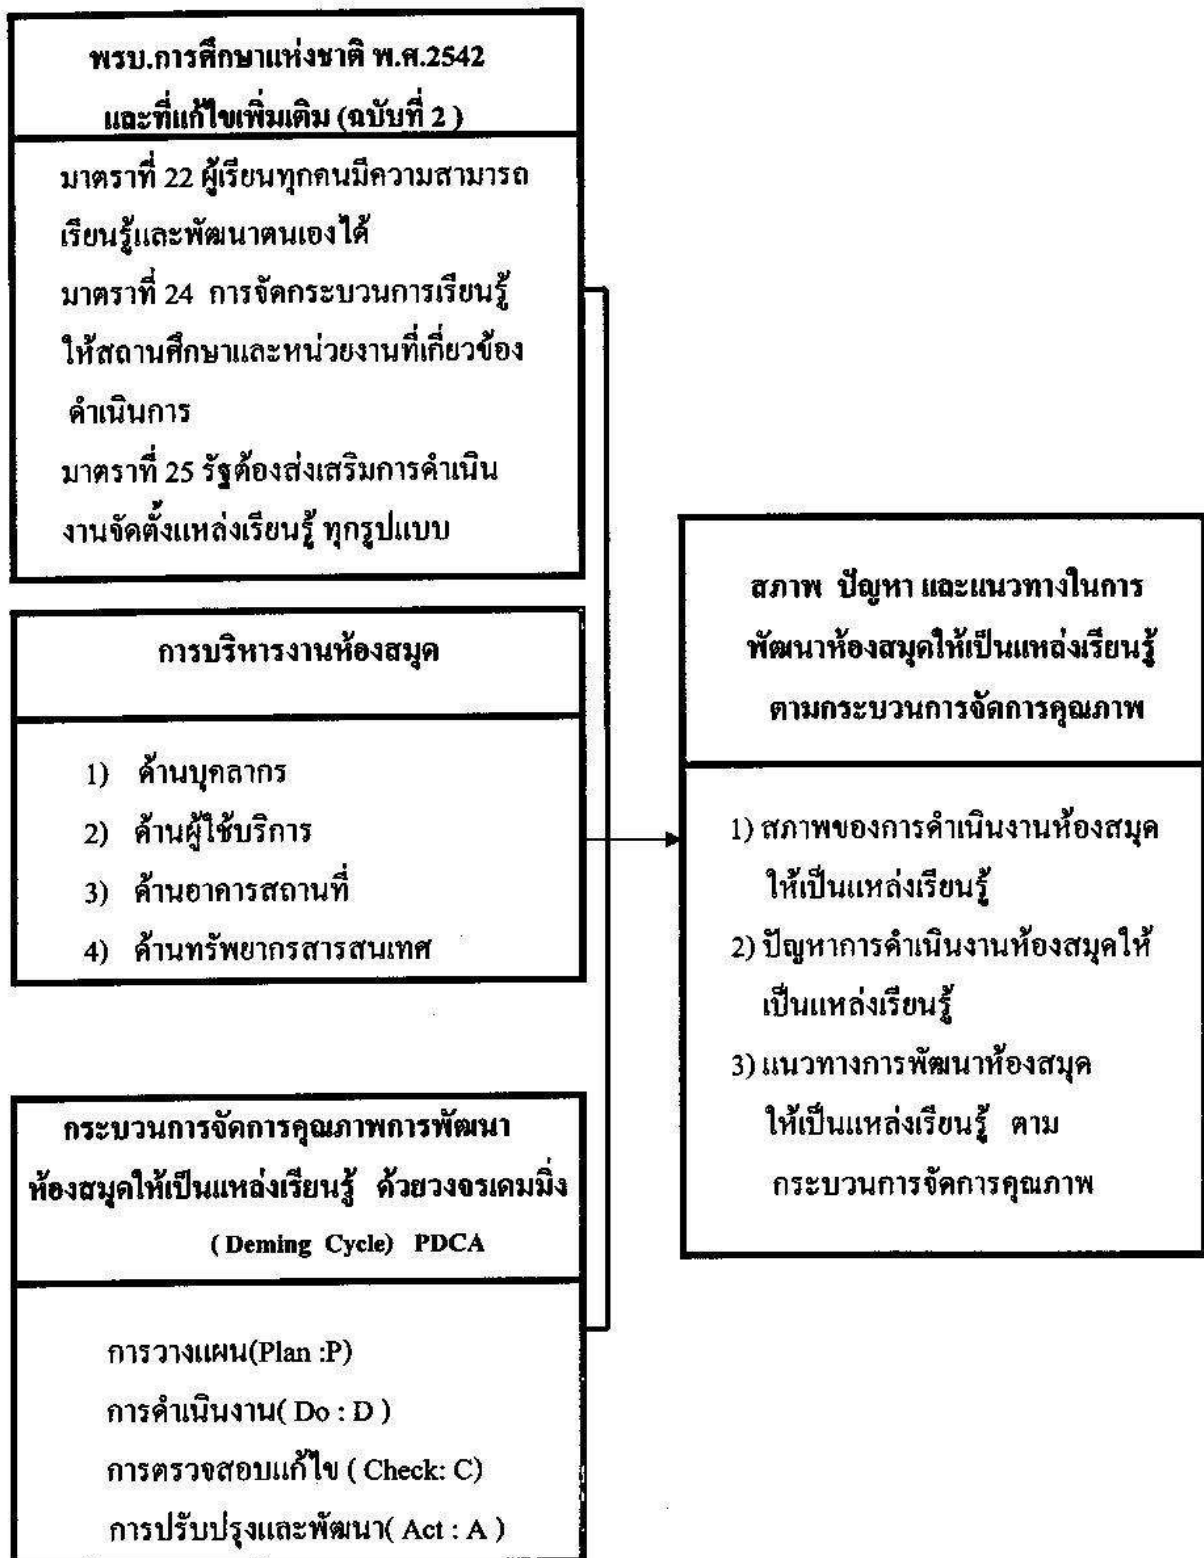 พรบ.การศึกษาแห่งชาติ พ.ศ.2542
และที่แก้ไขเพิ่มเติม (ฉบับที่ 2 )
มาตราที่ 22 ผู้เรียนทุกคนมีความสามารถ
เรียนรู้และพัฒนาตนเองได้
มาตราที่ 24 การจัดกระบวนการเรียนรู้
ให้สถานศึกษาและหน่วยงานที่เกี่ยวข้อง
ดำเนินการ
มาตราที่ 25 รัฐต้องส่งเสริมการดำเนิน
งานจัดตั้งแหล่งเรียนรู้ ทุกรูปแบบ
การบริหารงานห้องสมุด
1) ด้านบุคลากร
2) ด้านผู้ใช้บริการ
3) ด้านอาคารสถานที่
4) ด้านทรัพยากรสารสนเทศ
กระบวนการจัดการคุณภาพการพัฒนา
ห้องสมุดให้เป็นแหล่งเรียนรู้ ด้วยวงจรเดมมิ่ง
( Deming Cycle) PDCA
การวางแผน(Plan :P)
การดำเนินงาน( Do : D )
การตรวจสอบแก้ไข ( Check: C)
การปรับปรุงและพัฒนา( Act : A )
สภาพ ปัญหา และแนวทางในการ
พัฒนาห้องสมุดให้เป็นแหล่งเรียนรู้
ตามกระบวนการจัดการคุณภาพ
1) สภาพของการดำเนินงานห้องสมุด
ให้เป็นแหล่งเรียนรู้
2) ปัญหาการดำเนินงานห้องสมุดให้
เป็นแหล่งเรียนรู้
3) แนวทางการพัฒนาห้องสมุด
ให้เป็นแหล่งเรียนรู้ ตาม
กระบวนการจัดการคุณภาพ